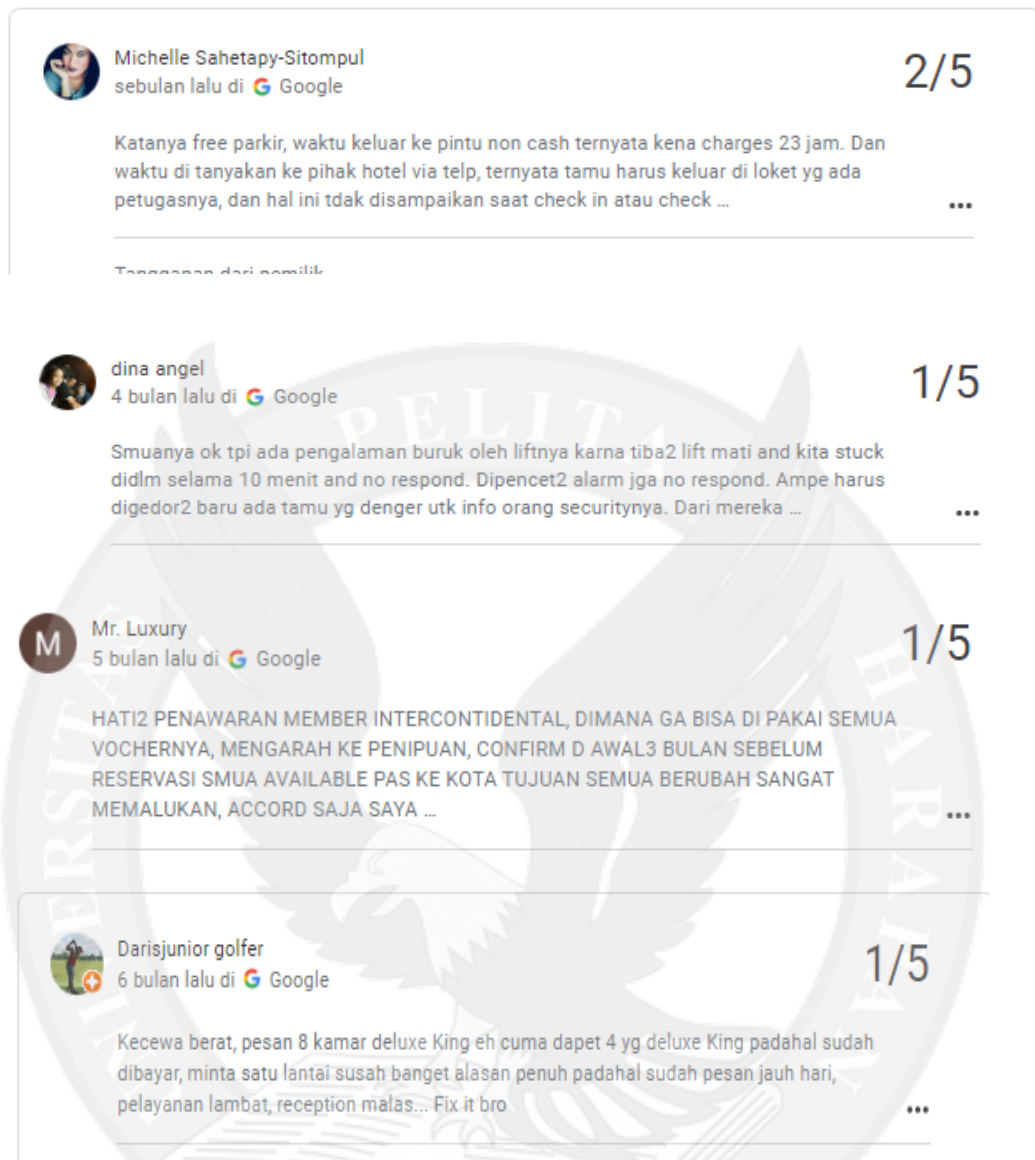 Michelle Sahetapy-Sitompul
2/5
sebulan lalu di G Google
Katanya free parkir, waktu keluar ke pintu non cash ternyata kena charges 23 jam. Dan
waktu di tanyakan ke pihak hotel via telp, ternyata tamu harus keluar di loket yg ada
petugasnya, dan hal ini tdak disampaikan saat check in atau check ...
Tanggapan dari pemilik
dina angel
1/5
4 bulan lalu di G Google
Smuanya ok tpi ada pengalaman buruk oleh liftnya karna tiba2 lift mati and kita stuck
didlm selama 10 menit and no respond. Dipencet2 alarm jga no respond. Ampe harus
digedor2 baru ada tamu yg denger utk info orang securitynya. Dari mereka ...
M
Mr. Luxury
1/5
5 bulan lalu di G Google
HATI2 PENAWARAN MEMBER INTERCONTIDENTAL, DIMANA GA BISA DI PAKAI SEMUA
VOCHERNYA, MENGARAH KE PENIPUAN, CONFIRM D AWAL3 BULAN SEBELUM
RESERVASI SMUA AVAILABLE PAS KE KOTA TUJUAN SEMUA BERUBAH SANGAT
MEMALUKAN, ACCORD SAJA SAYA ...
Darisjunior golfer
1/5
6 bulan lalu di G Google
Kecewa berat, pesan 8 kamar deluxe King eh cuma dapet 4 yg deluxe King padahal sudah
dibayar, minta satu lantai susah banget alasan penuh padahal sudah pesan jauh hari,
pelayanan lambat, reception malas... Fix it bro
PELITA
HARAPAN